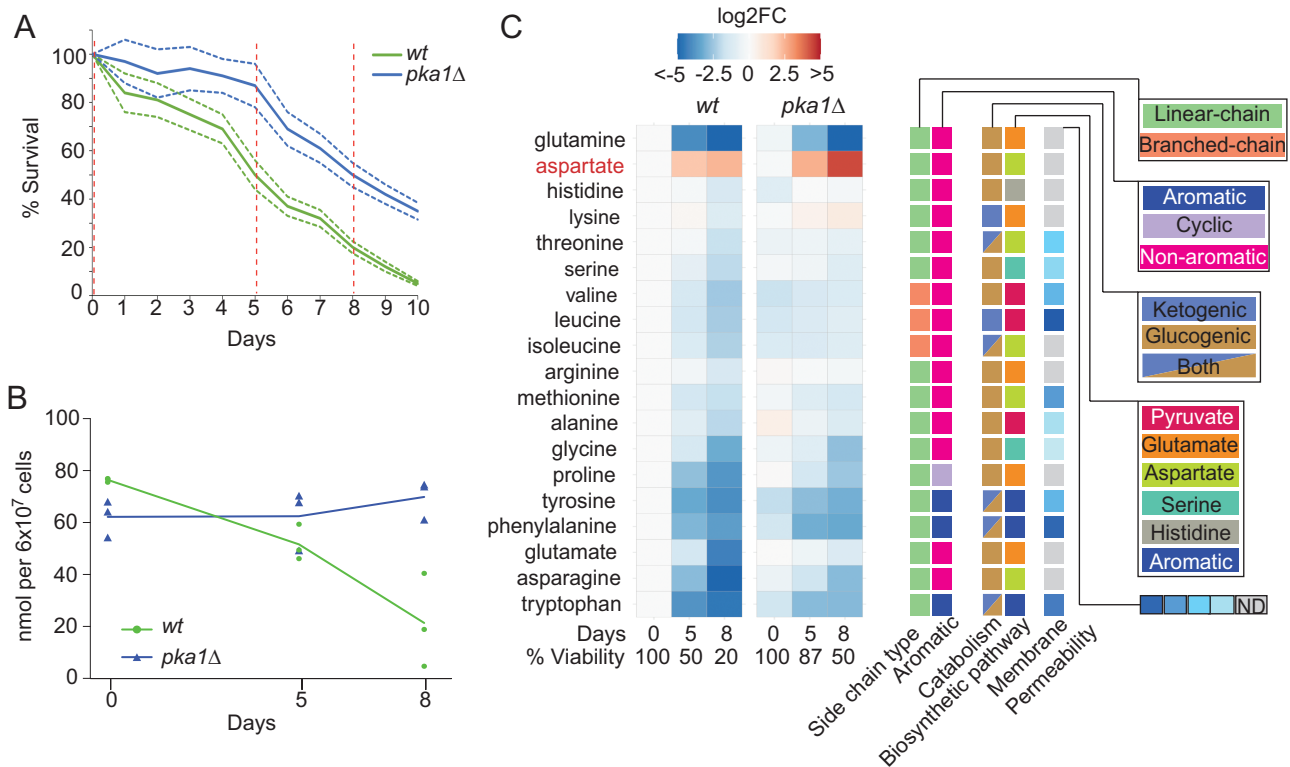 A
% Survival
100
80
60
40
20
0
0 1 2 3 4 5 6 7 8 9 10
Days
wt
pka1Δ
B
nmol per 6x10⁷ cells
100
80
60
40
20
0
wt
pka1Δ
0 5 8
Days
C
log2FC
<-5 -2.5 0 2.5 >5
wt pka1Δ
glutamine
aspartate
histidine
lysine
threonine
serine
valine
leucine
isoleucine
arginine
methionine
alanine
glycine
proline
tyrosine
phenylalanine
glutamate
asparagine
tryptophan
Days 0 5 8 0 5 8
% Viability 100 50 20 100 87 50
Side chain type
Aromatic
Catabolism
Biosynthetic pathway
Membrane
Permeability
Linear-chain
Branched-chain
Aromatic
Cyclic
Non-aromatic
Ketogenic
Glucogenic
Both
Pyruvate
Glutamate
Aspartate
Serine
Histidine
Aromatic
ND